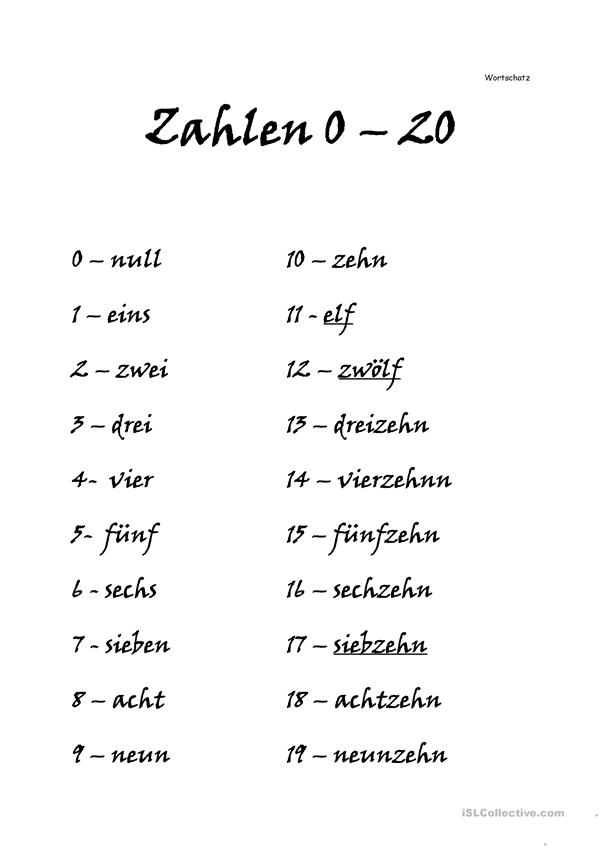 Wortschatz
Zahlen 0 – 20
0 – null
1 – eins
2 – zwei
3 – drei
4- vier
5- fünf
6 - sechs
7 - sieben
8 – acht
9 – neun
10 – zehn
11 - elf
12 – zwölf
13 – dreizehn
14 – vierzehnn
15 – fünfzehn
16 – sechzehn
17 – siebzehn
18 – achtzehn
19 – neunzehn
iSLCollective.com